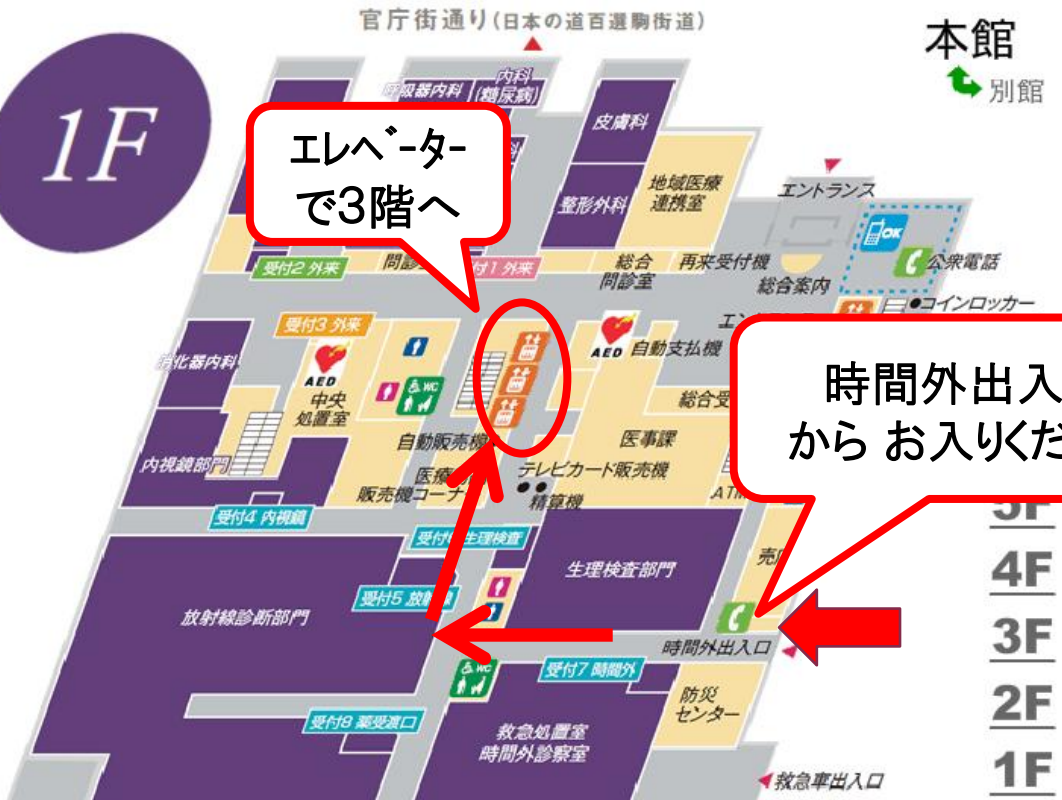 官庁街通り(日本の道百選駒街道)
本館
別館
1F
呼吸器内科
内科
(糖尿病)
皮膚科
エレベーター
で3階へ
整形外科
地域医療
連携室
エントランス
OK
公衆電話
受付2 外来
問診
付1 外来
総合
問診室
再来受付機
総合案内
●コインロッカー
受付3 外来
消化器内科
AED
中央
処置室
WC
AED
自動支払機
総合受
時間外出入
から お入りくだ
自動販売機
医事課
内視鏡部門
医療
販売機コーナー
テレビカード販売機
精算機
ATM
受付4 内視鏡
生理検査
生理検査部門
売
5F
4F
3F
2F
1F
受付5 放射線
放射線診断部門
時間外出入口
WC
受付7 時間外
防災
センター
受付8 薬受渡口
救急処置室
時間外診察室
救急車出入口